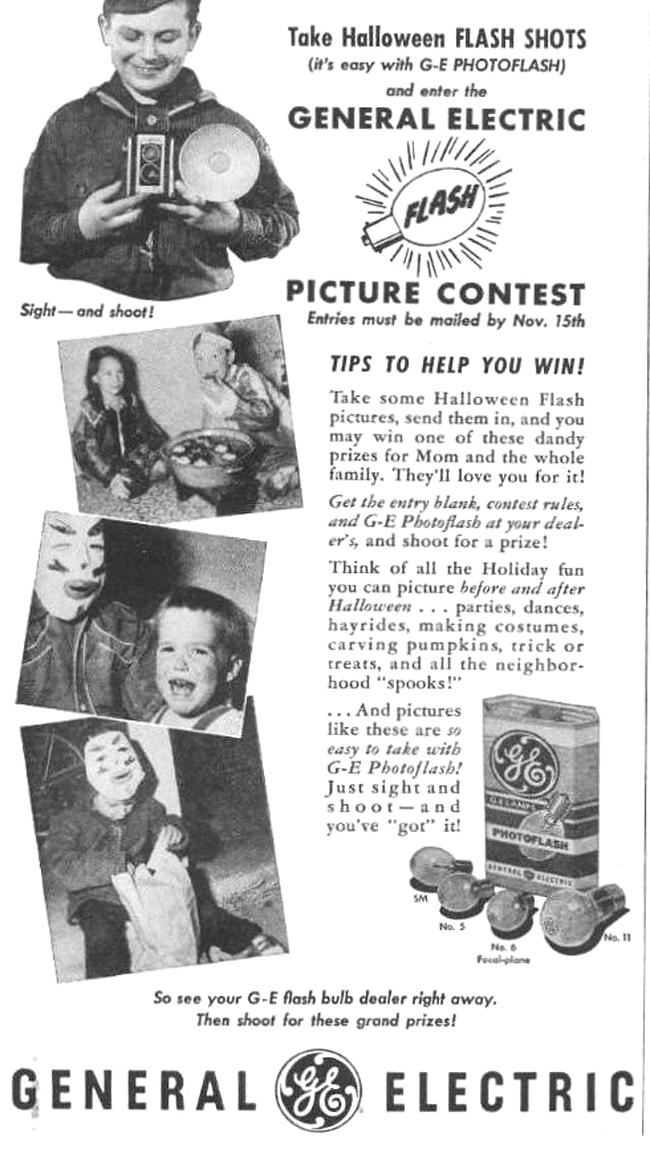 Take Halloween FLASH SHOTS
(it's easy with G-E PHOTOFLASH)
and enter the
GENERAL ELECTRIC
FLASH
PICTURE CONTEST
Entries must be mailed by Nov. 15th
Sight—and shoot!
TIPS TO HELP YOU WIN!
Take some Halloween Flash
pictures, send them in, and you
may win one of these dandy
prizes for Mom and the whole
family. They'll love you for it!
Get the entry blank, contest rules,
and G-E Photoflash at your deal-
er's, and shoot for a prize!
Think of all the Holiday fun
you can picture before and after
Halloween . . . parties, dances,
hayrides, making costumes,
carving pumpkins, trick or
treats, and all the neighbor-
hood "spooks!"
. . . And pictures
like these are so
easy to take with
G-E Photoflash!
Just sight and
shoot—and
you've "got" it!
GE
G-E LAMPS
PHOTOFLASH
GENERAL GE ELECTRIC
SM
No. 5
No. 6
Focal-plane
No. 11
So see your G-E flash bulb dealer right away.
Then shoot for these grand prizes!
GENERAL GE ELECTRIC